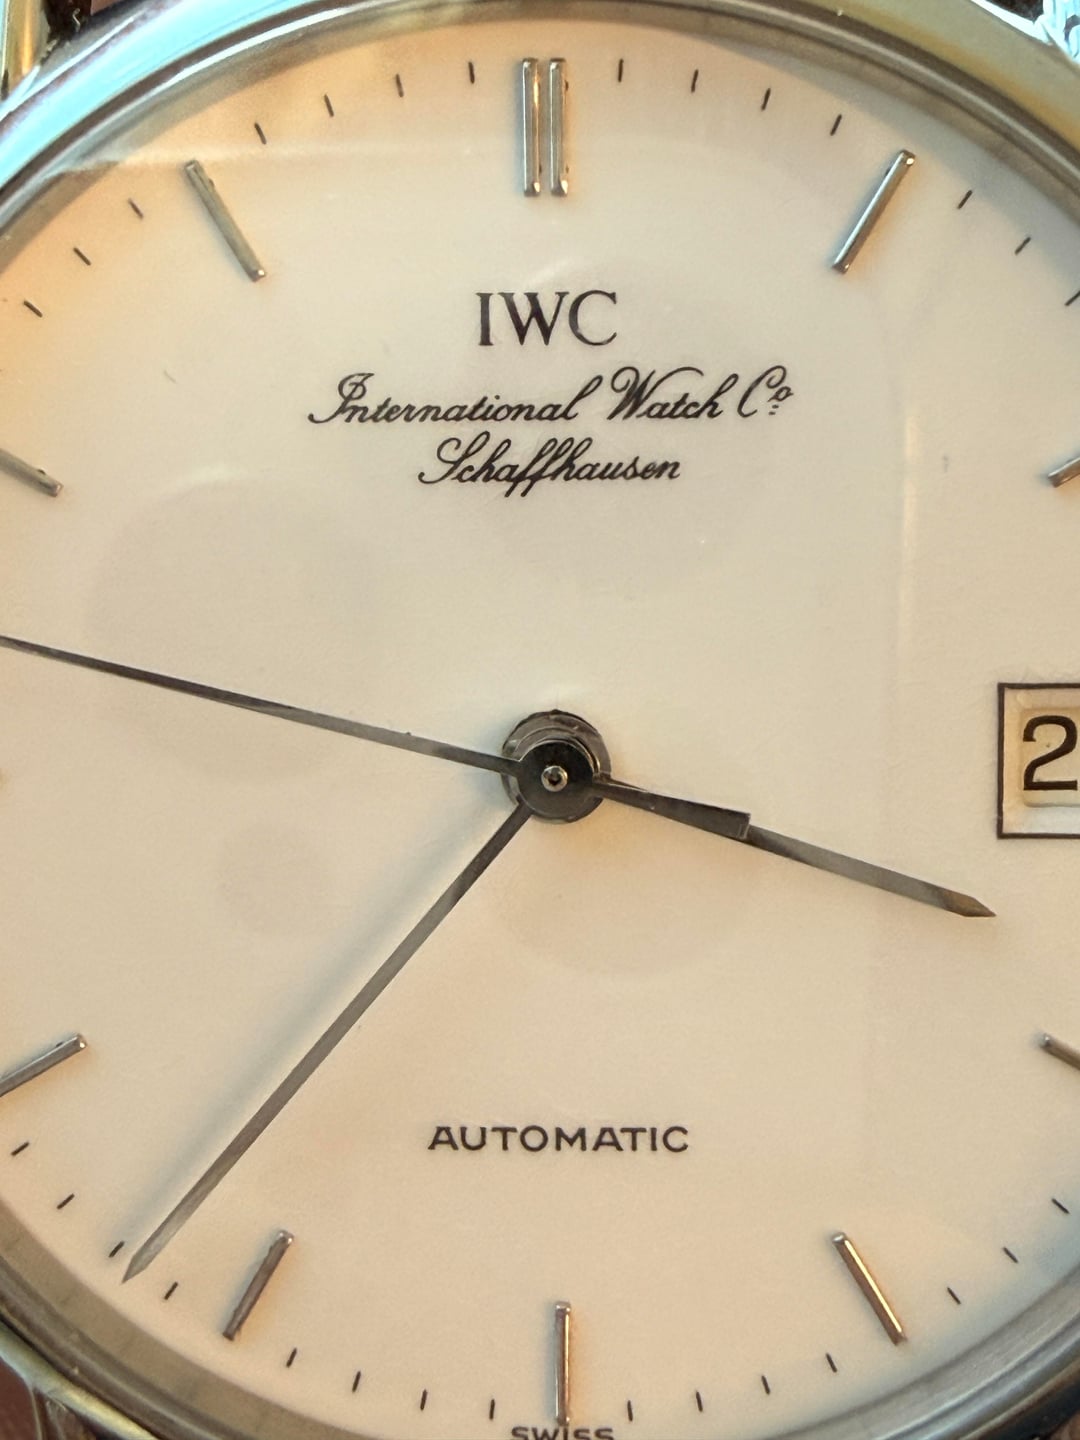 IWC
International Watch Co
Schaffhausen
2
AUTOMATIC
SWISS